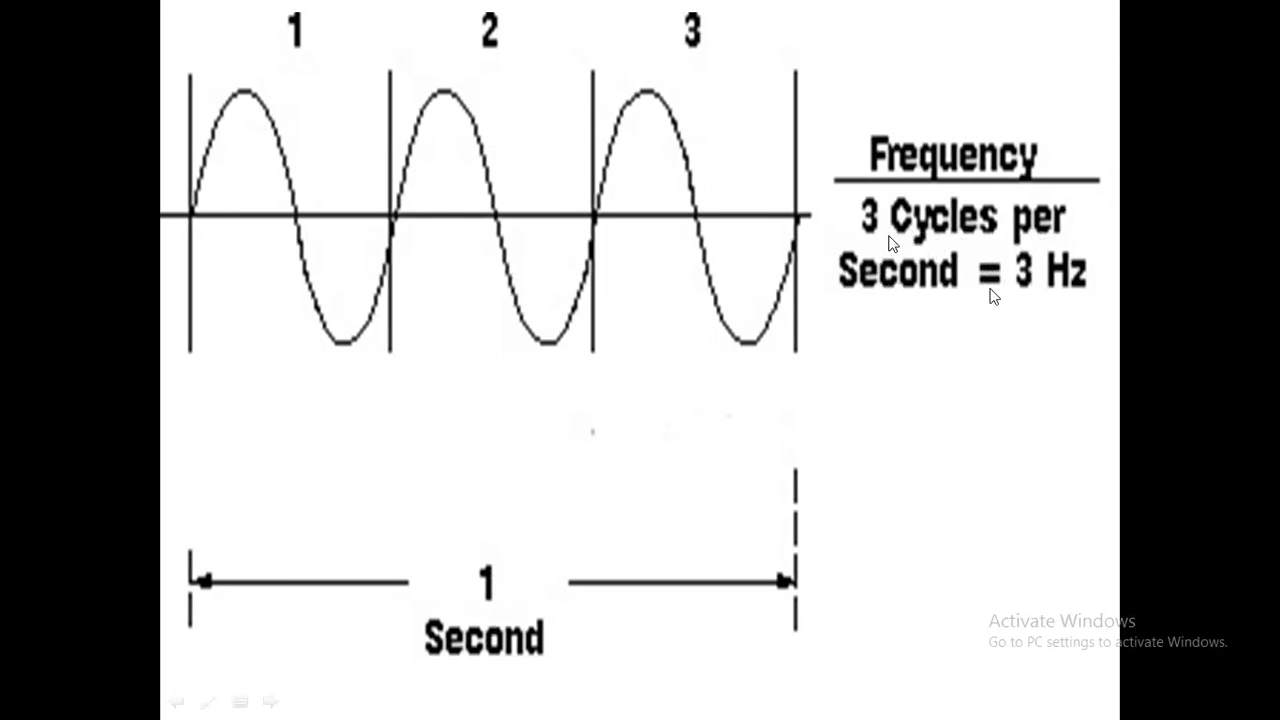 1 2 3
Frequency
3 Cycles per
Second = 3 Hz
1
Second
Activate Windows
Go to PC settings to activate Windows.